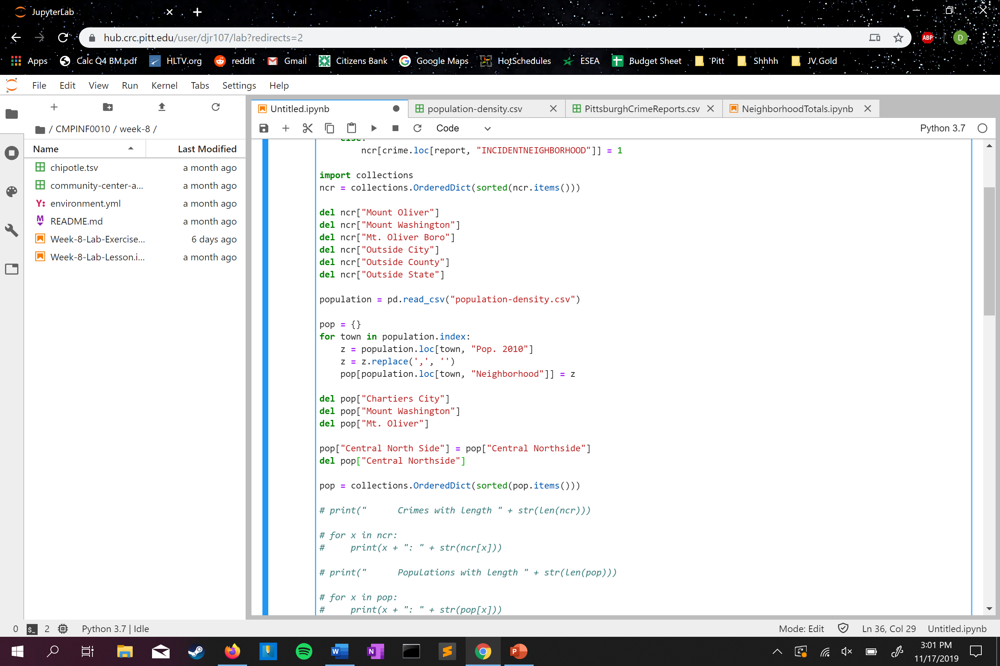 JupyterLab
hub.crc.pitt.edu/user/djr107/lab?redirects=2
ABP
D
Apps Calc Q4 BM.pdf HLTV.org reddit Gmail Citizens Bank Google Maps HotSchedules ESEA Budget Sheet Pitt Shhhh JV Gold
File Edit View Run Kernel Tabs Settings Help
Untitled.ipynb population-density.csv PittsburghCrimeReports.csv NeighborhoodTotals.ipynb
/ CMPINF0010 / week-8 /
Code Python 3.7
Name Last Modified
chipotle.tsv a month ago
community-center-a... a month ago
Y: environment.yml a month ago
M README.md a month ago
Week-8-Lab-Exercise... 6 days ago
Week-8-Lab-Lesson.i... a month ago
else:
ncr[crime.loc[report, "INCIDENTNEIGHBORHOOD"]] = 1
import collections
ncr = collections.OrderedDict(sorted(ncr.items()))
del ncr["Mount Oliver"]
del ncr["Mount Washington"]
del ncr["Mt. Oliver Boro"]
del ncr["Outside City"]
del ncr["Outside County"]
del ncr["Outside State"]
population = pd.read_csv("population-density.csv")
pop = {}
for town in population.index:
z = population.loc[town, "Pop. 2010"]
z = z.replace(',', '')
pop[population.loc[town, "Neighborhood"]] = z
del pop["Chartiers City"]
del pop["Mount Washington"]
del pop["Mt. Oliver"]
pop["Central North Side"] = pop["Central Northside"]
del pop["Central Northside"]
pop = collections.OrderedDict(sorted(pop.items()))
# print("      Crimes with length " + str(len(ncr)))
# for x in ncr:
#     print(x + ": " + str(ncr[x]))
# print("      Populations with length " + str(len(pop)))
# for x in pop:
#     print(x + ": " + str(pop[x]))
0 $_ 2 Python 3.7 | Idle Mode: Edit Ln 36, Col 29 Untitled.ipynb
W N P
3:01 PM
11/17/2019